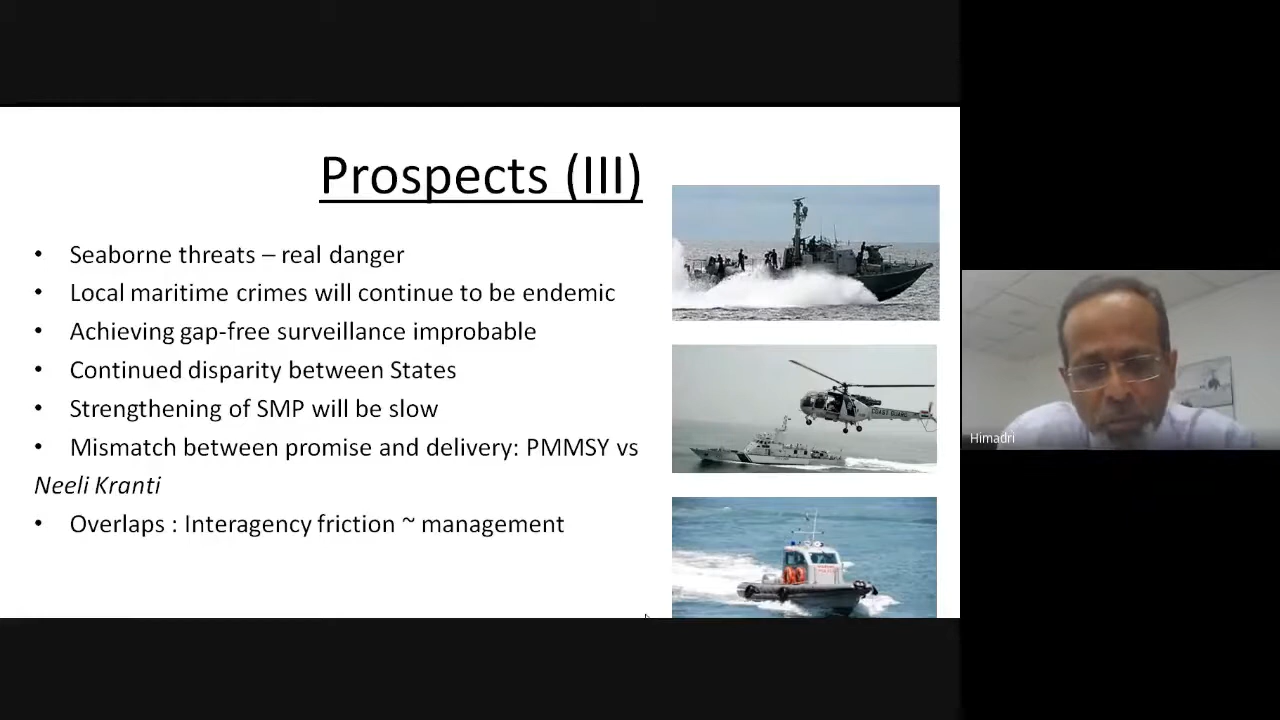 Prospects (III)
• Seaborne threats – real danger
• Local maritime crimes will continue to be endemic
• Achieving gap-free surveillance improbable
• Continued disparity between States
• Strengthening of SMP will be slow
• Mismatch between promise and delivery: PMMSY vs
Neeli Kranti
• Overlaps : Interagency friction ~ management
COAST GUARD
Himadri